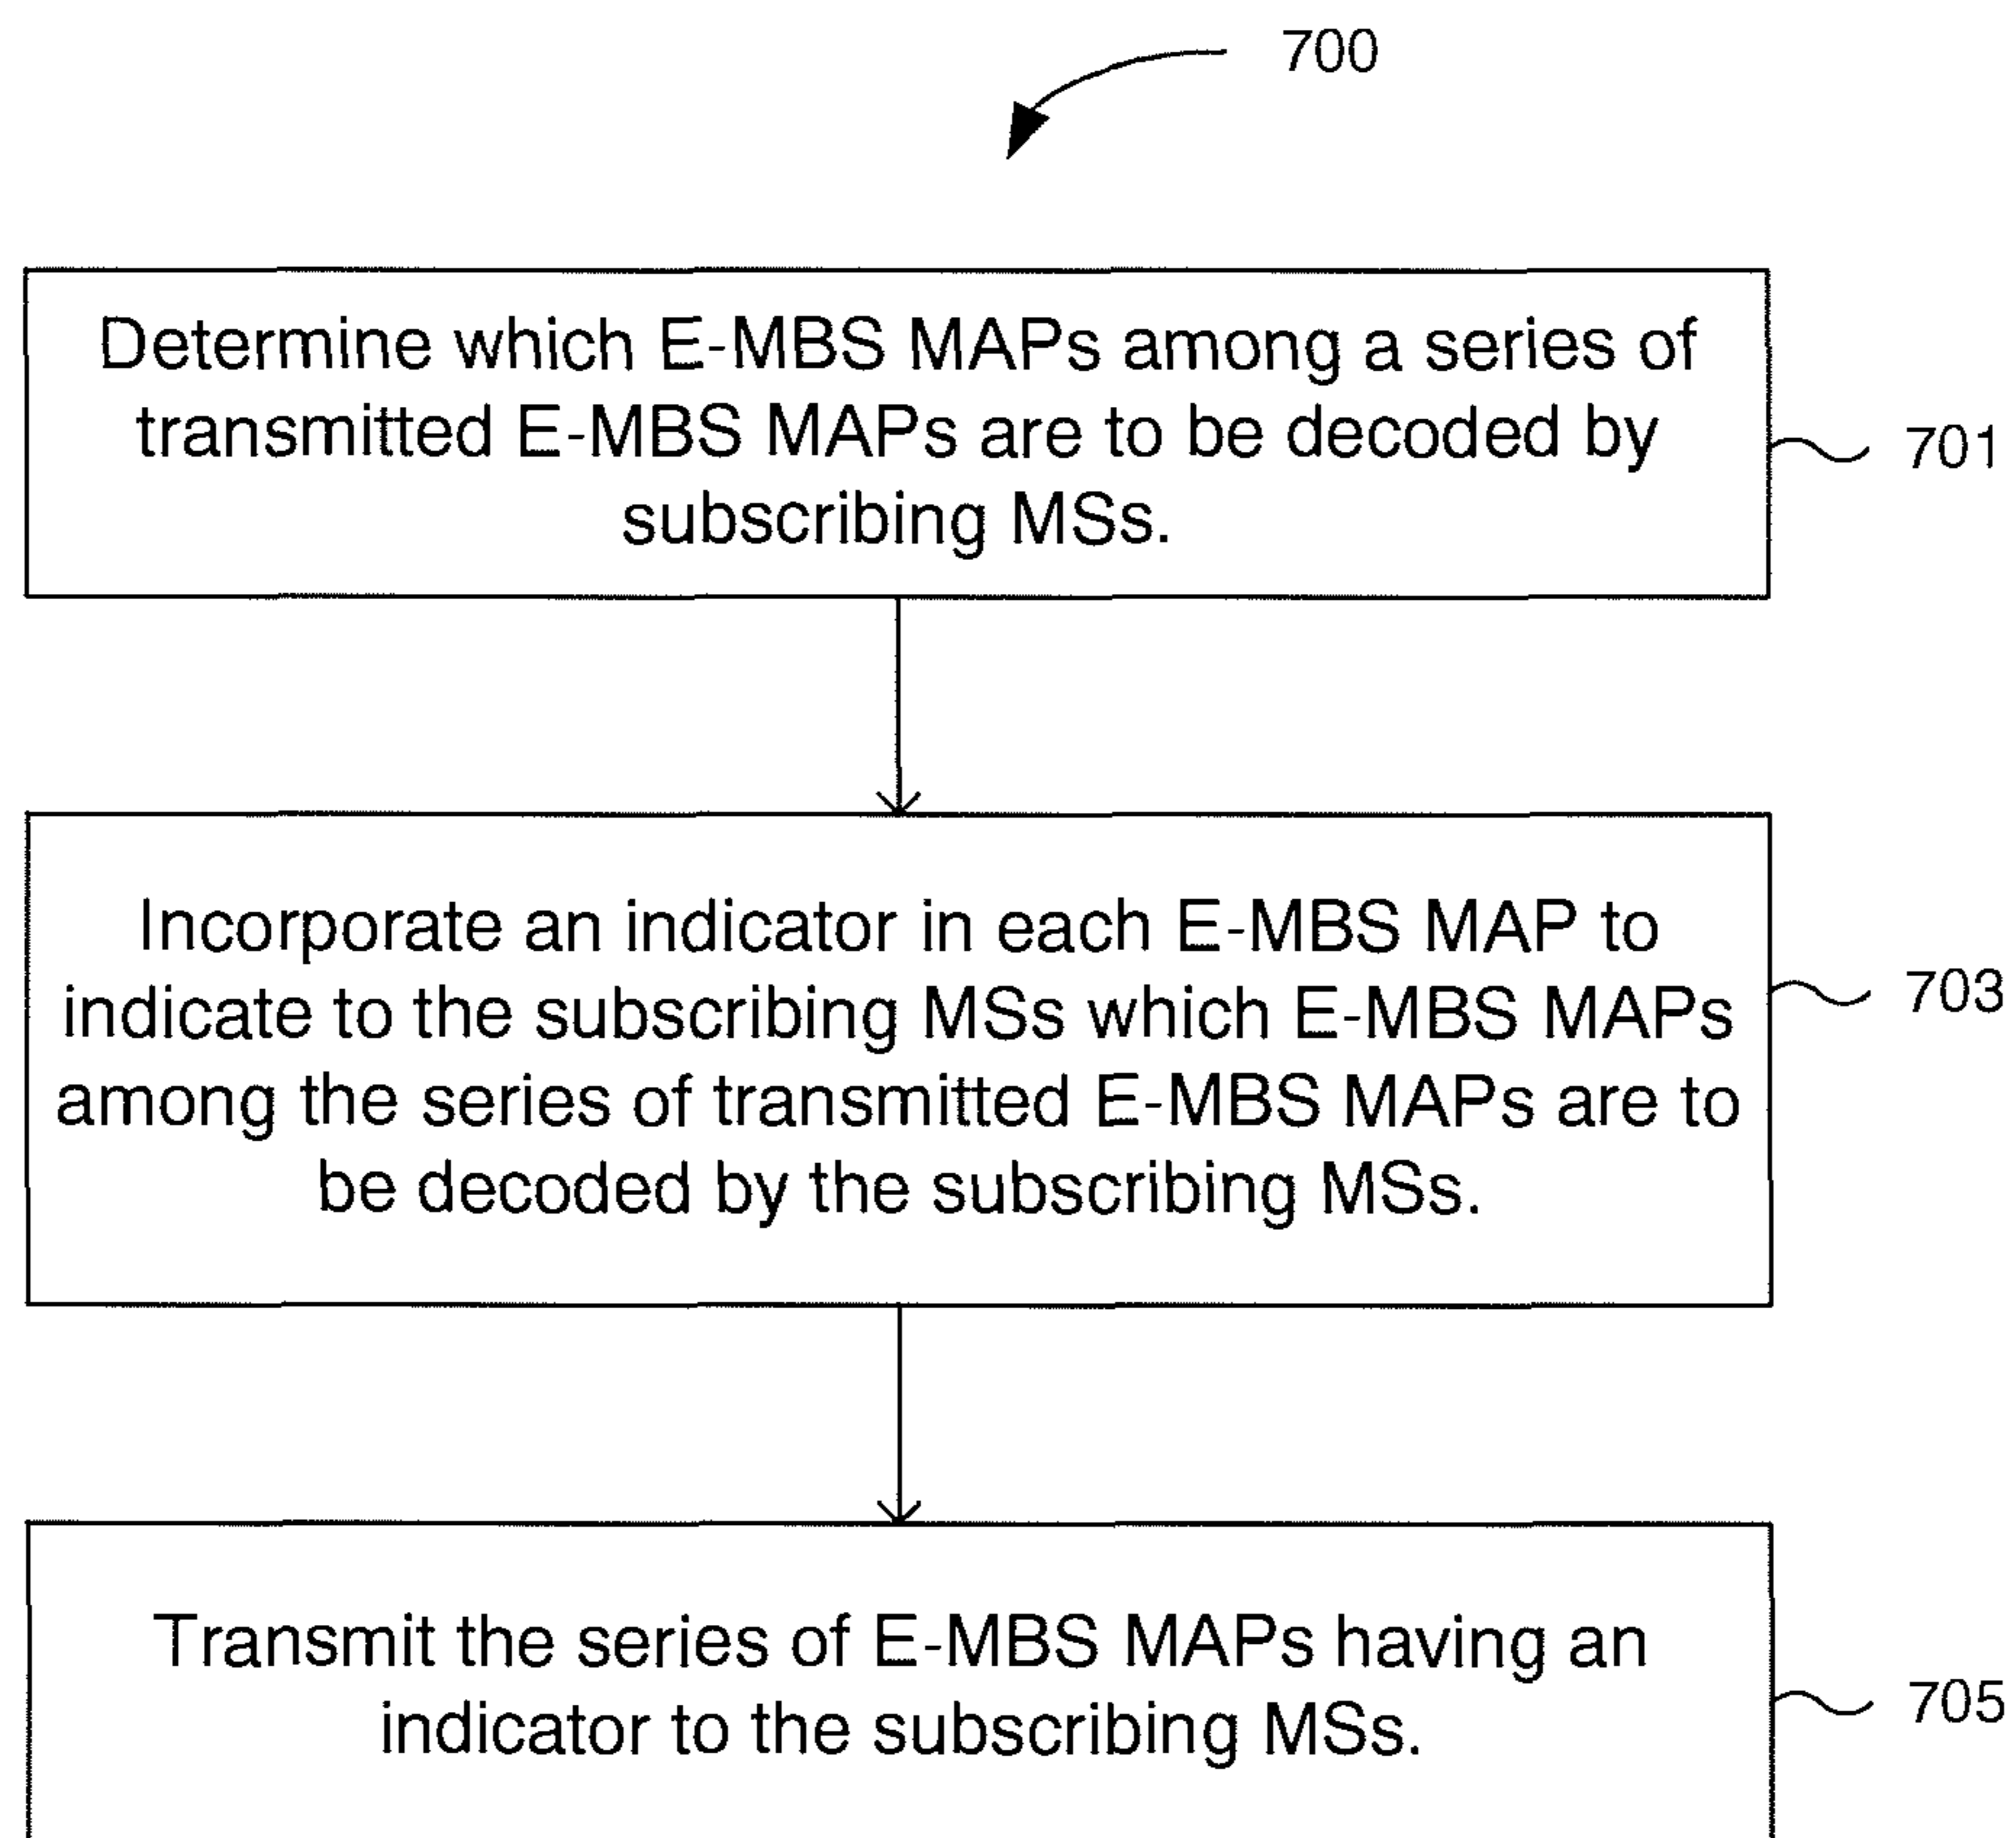 700
Determine which E-MBS MAPs among a series of
transmitted E-MBS MAPs are to be decoded by
subscribing MSs.
701
Incorporate an indicator in each E-MBS MAP to
indicate to the subscribing MSs which E-MBS MAPs
among the series of transmitted E-MBS MAPs are to
be decoded by the subscribing MSs.
703
Transmit the series of E-MBS MAPs having an
indicator to the subscribing MSs.
705